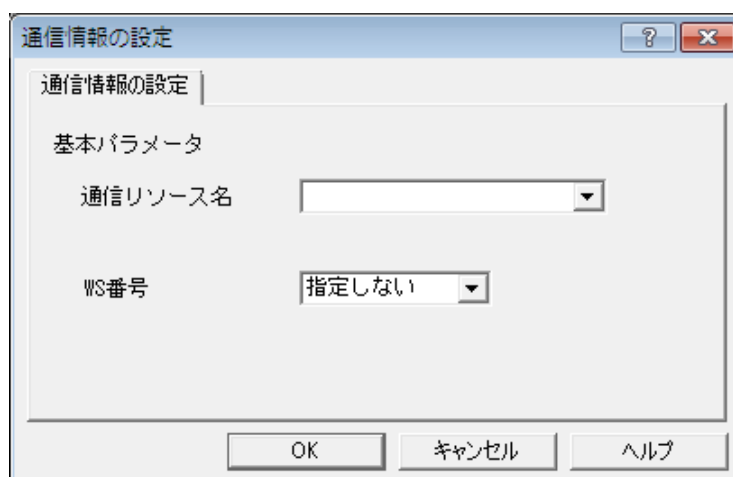 通信情報の設定
通信情報の設定
基本パラメータ
通信リソース名
WS番号 指定しない
OK キャンセル ヘルプ